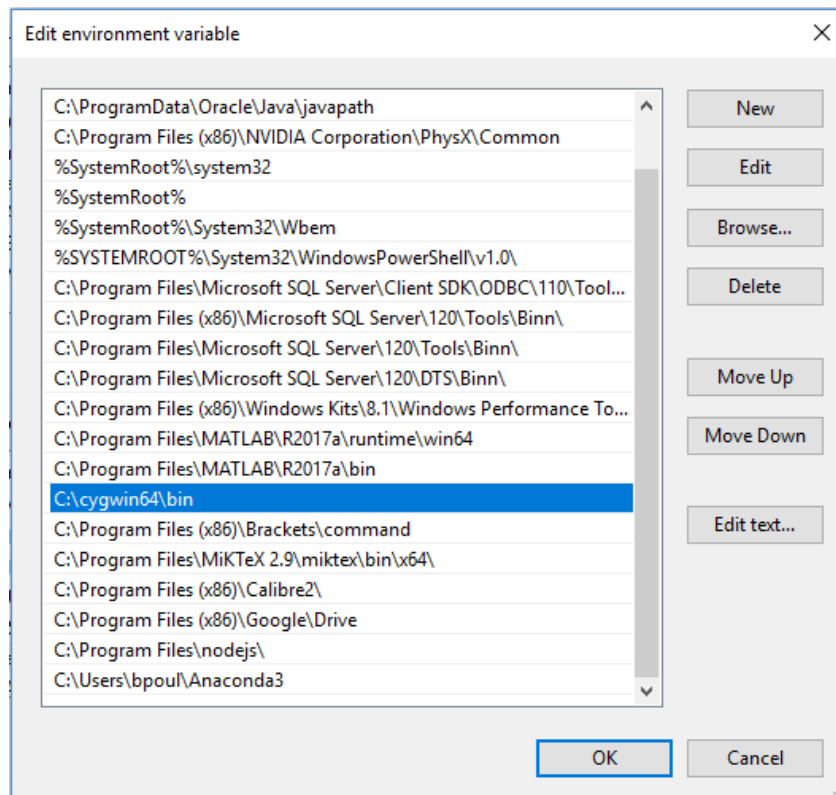 Edit environment variable
C:\ProgramData\Oracle\Java\javapath
C:\Program Files (x86)\NVIDIA Corporation\PhysX\Common
%SystemRoot%\system32
%SystemRoot%
%SystemRoot%\System32\Wbem
%SYSTEMROOT%\System32\WindowsPowerShell\v1.0\
C:\Program Files\Microsoft SQL Server\Client SDK\ODBC\110\Tool...
C:\Program Files (x86)\Microsoft SQL Server\120\Tools\Binn\
C:\Program Files\Microsoft SQL Server\120\Tools\Binn\
C:\Program Files\Microsoft SQL Server\120\DTS\Binn\
C:\Program Files (x86)\Windows Kits\8.1\Windows Performance To...
C:\Program Files\MATLAB\R2017a\runtime\win64
C:\Program Files\MATLAB\R2017a\bin
C:\cygwin64\bin
C:\Program Files (x86)\Brackets\command
C:\Program Files\MiKTeX 2.9\miktex\bin\x64\
C:\Program Files (x86)\Calibre2\
C:\Program Files (x86)\Google\Drive
C:\Program Files\nodejs\
C:\Users\bpoul\Anaconda3
New
Edit
Browse...
Delete
Move Up
Move Down
Edit text...
OK
Cancel